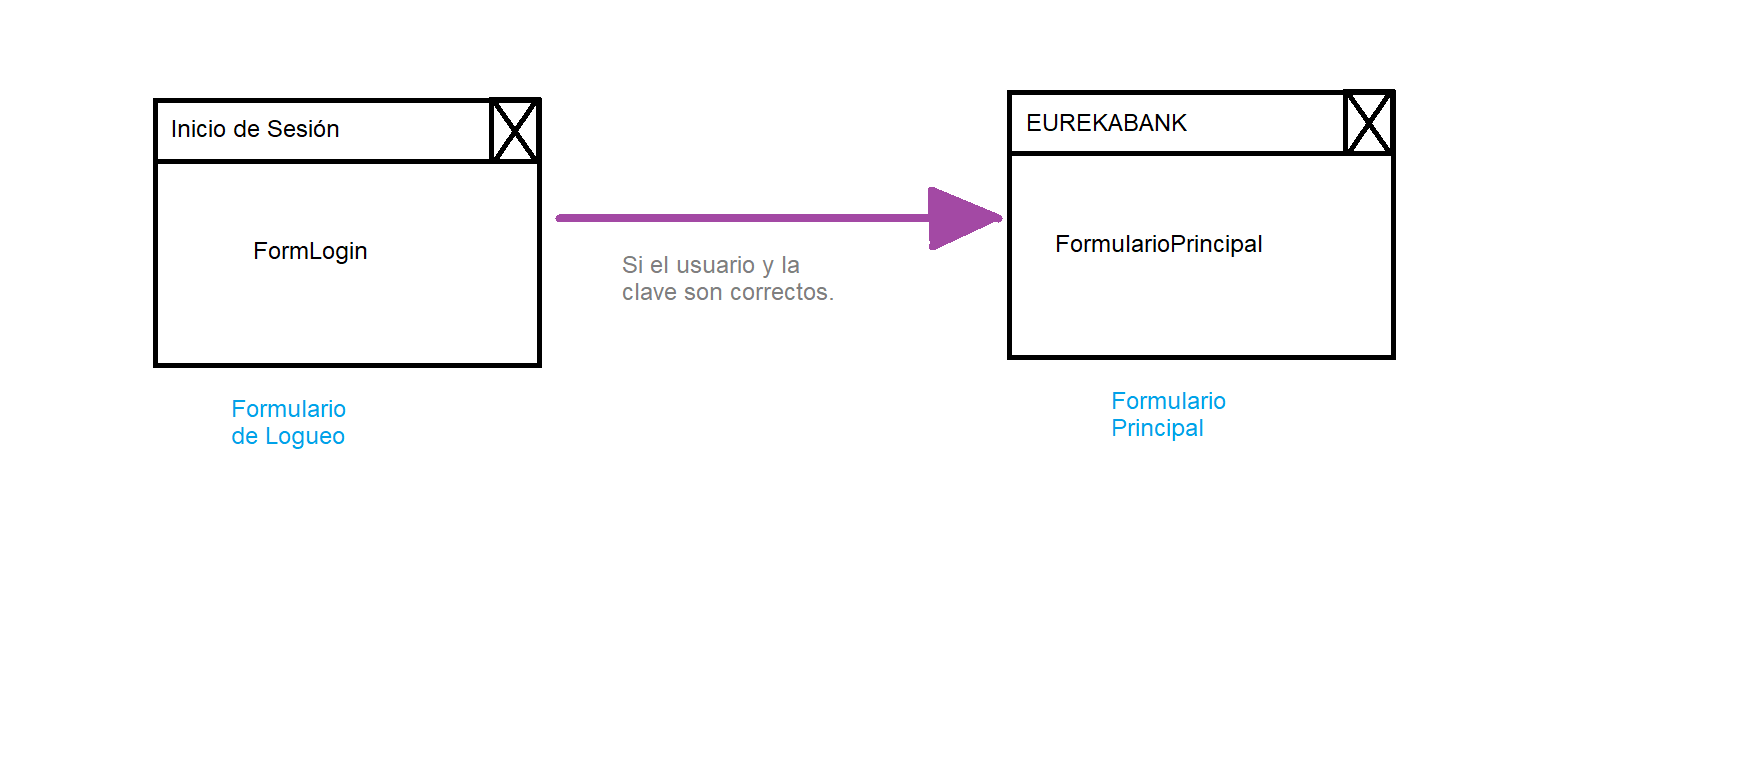 Inicio de Sesión
FormLogin
Formulario
de Logueo
Si el usuario y la
clave son correctos.
EUREKABANK
FormularioPrincipal
Formulario
Principal